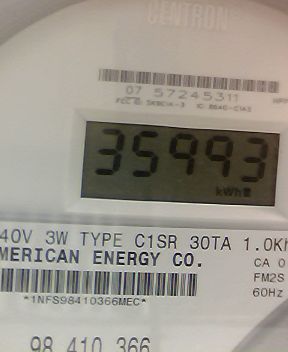 CENTRON
07 57245311
35993
kWh
40V 3W TYPE C1SR 30TA 1.0Kh
MERICAN ENERGY CO.
CA 0
FM2S
60Hz
*1NFS98410366MEC*
98 410 366